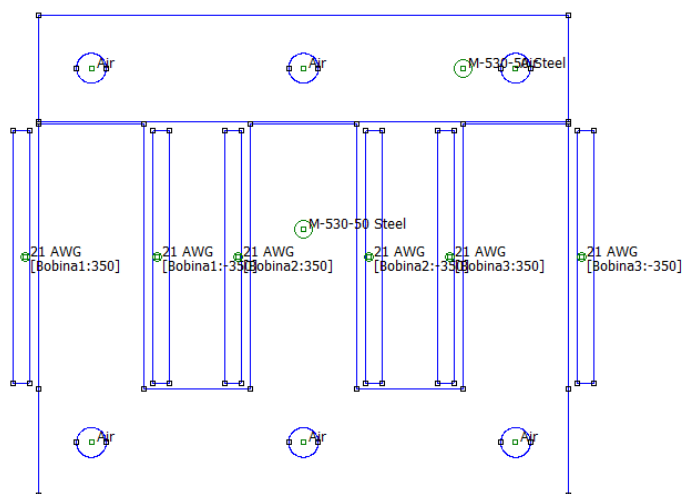 Air
Air
M-530-50 Steel
Air
M-530-50 Steel
21 AWG
[Bobina1:350]
21 AWG
[Bobina1:-350]
21 AWG
[Bobina2:350]
21 AWG
[Bobina2:-350]
21 AWG
[Bobina3:350]
21 AWG
[Bobina3:-350]
Air
Air
Air